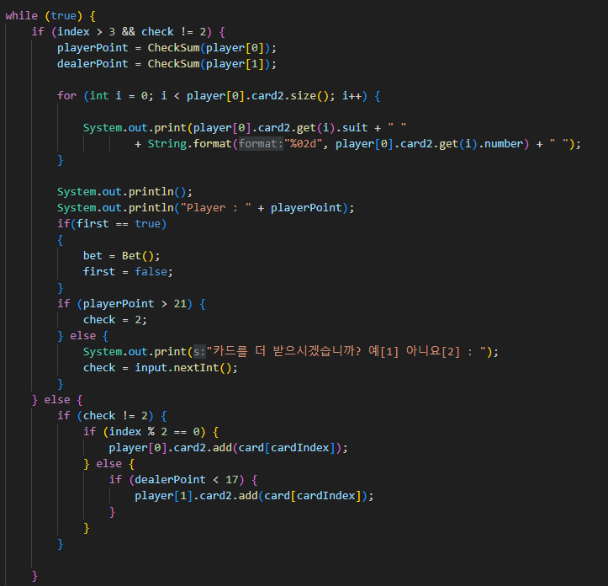 while (true) {
if (index > 3 && check != 2) {
playerPoint = CheckSum(player[0]);
dealerPoint = CheckSum(player[1]);
for (int i = 0; i < player[0].card2.size(); i++) {
System.out.print(player[0].card2.get(i).suit + " "
+ String.format(format:"%02d", player[0].card2.get(i).number) + " ");
}
System.out.println();
System.out.println("Player : " + playerPoint);
if(first == true)
{
bet = Bet();
first = false;
}
if (playerPoint > 21) {
check = 2;
} else {
System.out.print(s:"카드를 더 받으시겠습니까? 예[1] 아니요[2] : ");
check = input.nextInt();
}
} else {
if (check != 2) {
if (index % 2 == 0) {
player[0].card2.add(card[cardIndex]);
} else {
if (dealerPoint < 17) {
player[1].card2.add(card[cardIndex]);
}
}
}
}